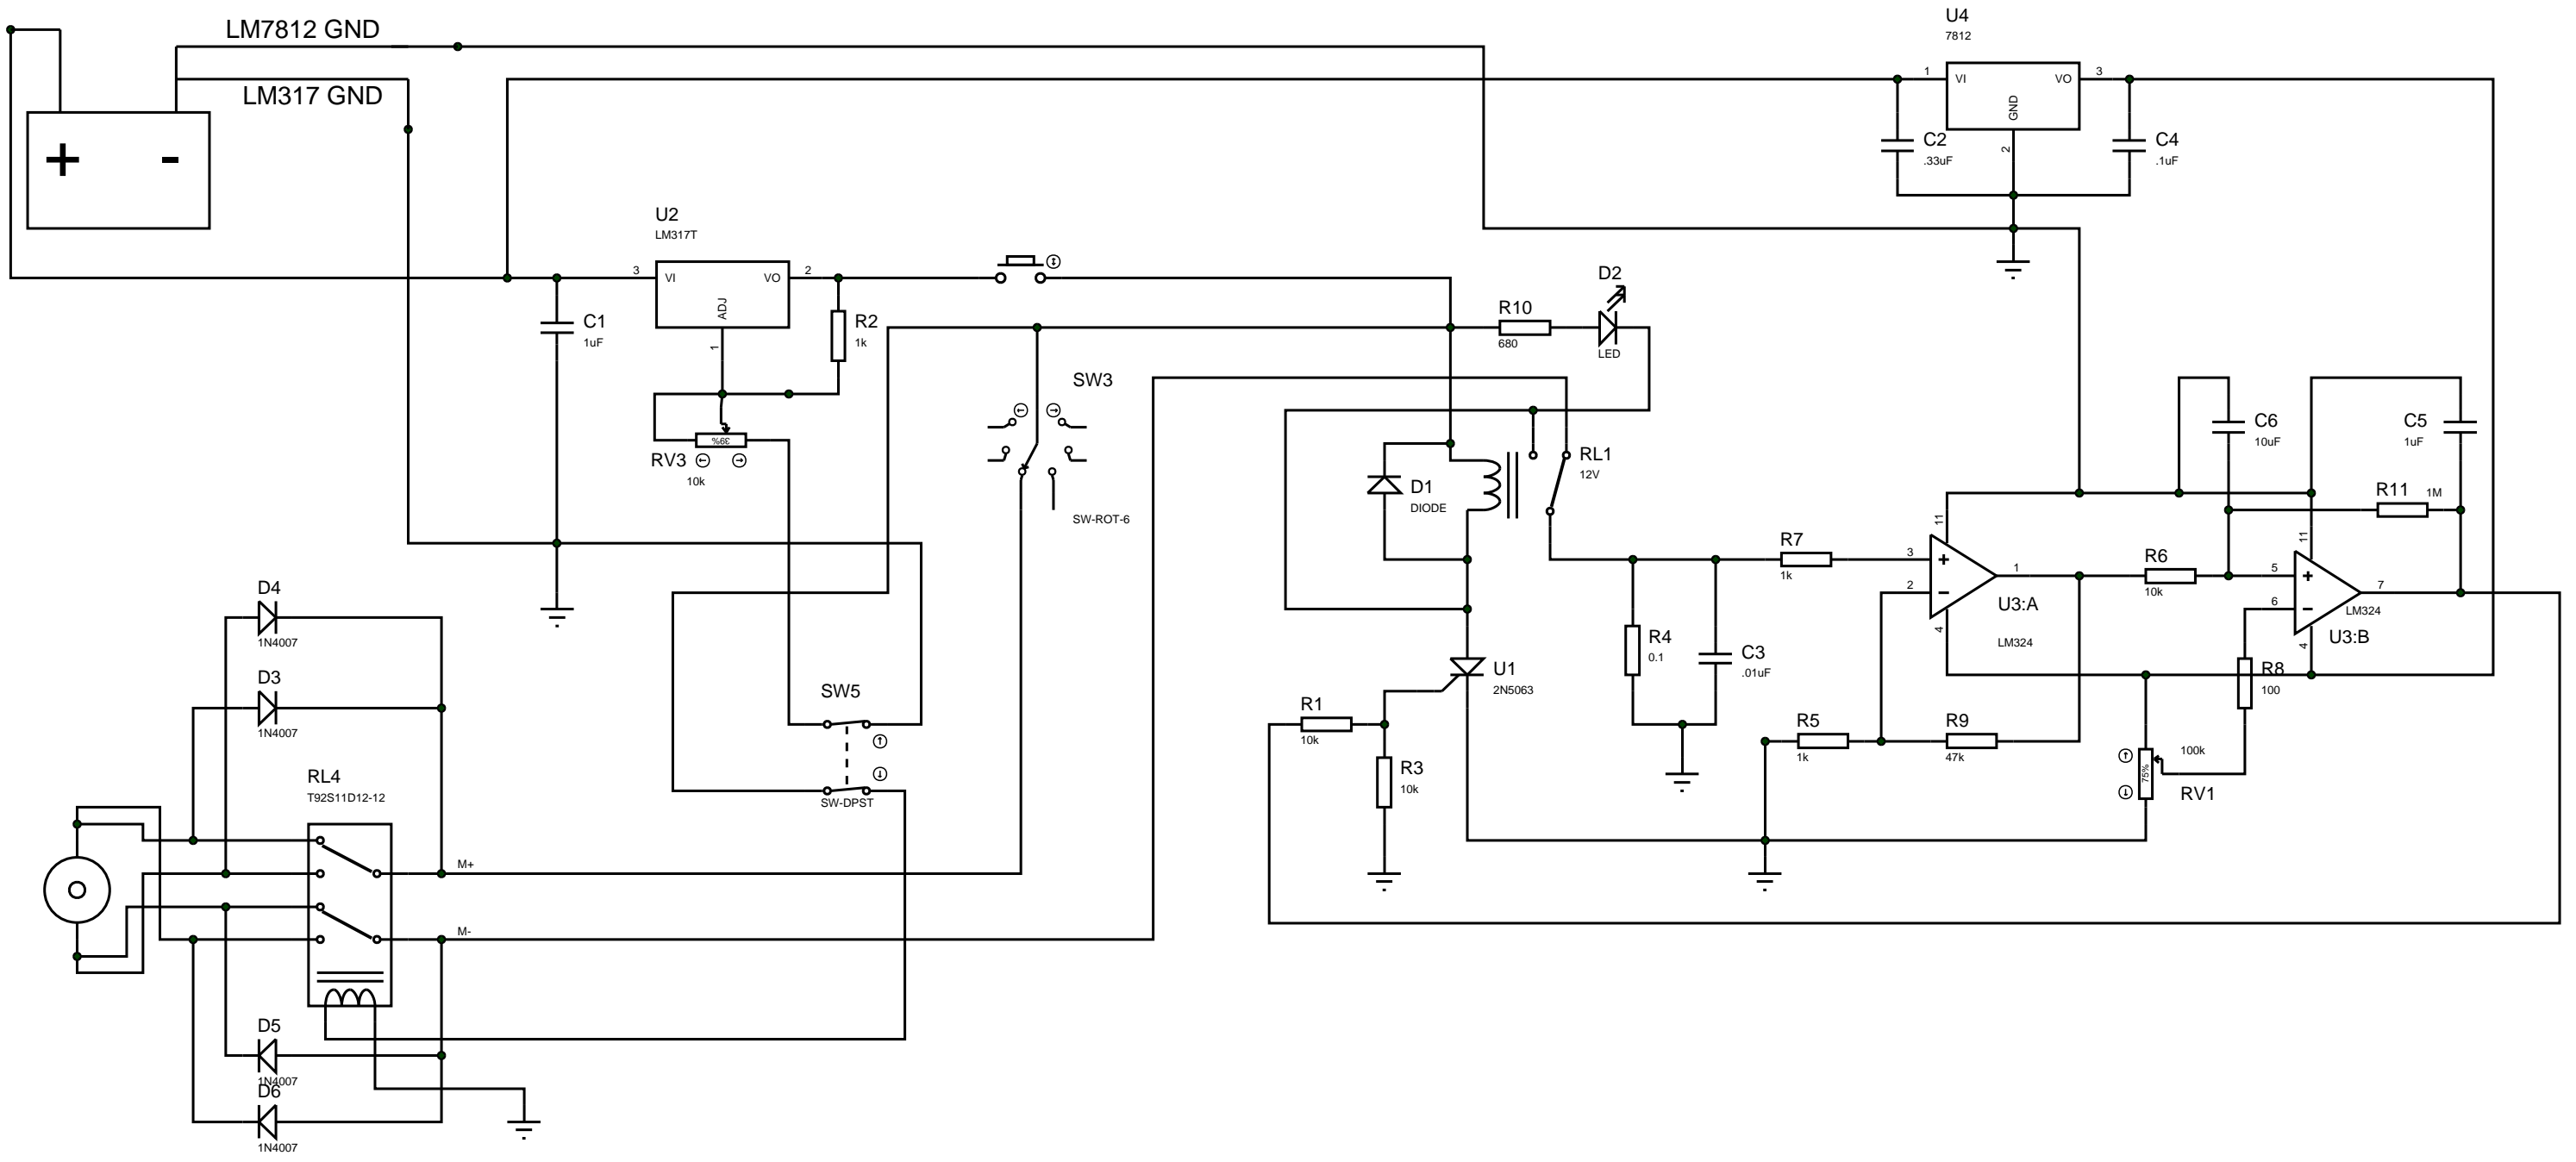 LM7812 GND
LM317 GND
+ -
U4
7812
1 VI VO 3
GND
2
C2
.33uF
C4
.1uF
U2
LM317T
3 VI VO 2
ADJ
1
C1
1uF
R2
1k
RV3
39%
10k
SW3
SW-ROT-6
R10
680
D2
LED
D1
DIODE
RL1
12V
C6
10uF
C5
1uF
R11 1M
R7
1k
11
3
2
1
4
U3:A
LM324
R6
10k
11
5
6
7
4
LM324
U3:B
R4
0.1
C3
.01uF
R8
100
U1
2N5063
R1
10k
R3
10k
R5
1k
R9
47k
75%
100k
RV1
D4
1N4007
D3
1N4007
SW5
SW-DPST
RL4
T92S11D12-12
M+
M-
D5
1N4007
D6
1N4007